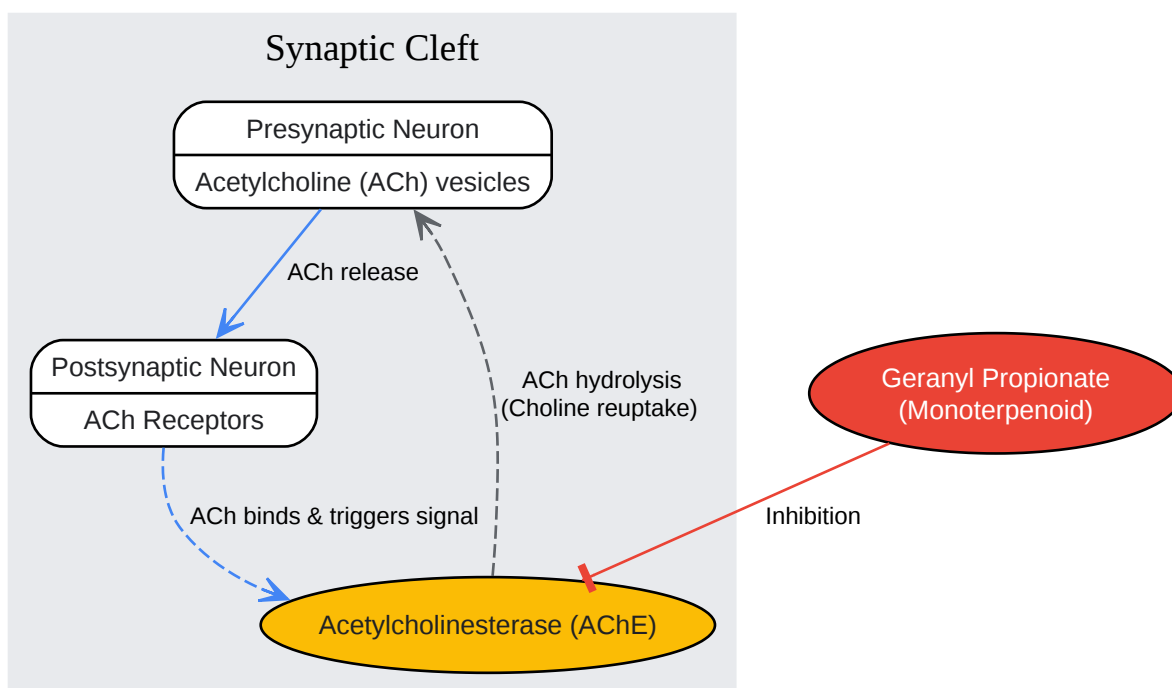 Synaptic Cleft
Presynaptic Neuron
Acetylcholine (ACh) vesicles
ACh release
Postsynaptic Neuron
ACh Receptors
ACh hydrolysis
(Choline reuptake)
Geranyl Propionate
(Monoterpenoid)
ACh binds & triggers signal
Inhibition
Acetylcholinesterase (AChE)